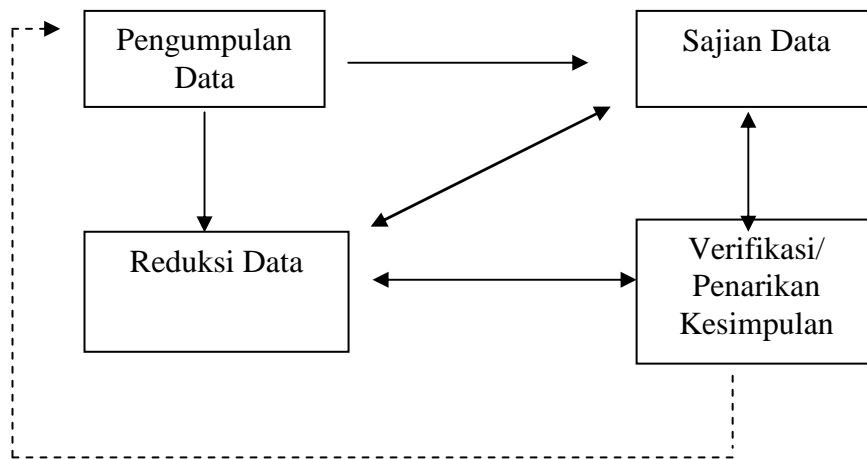 Pengumpulan
Data
Sajian Data
Reduksi Data
Verifikasi/
Penarikan
Kesimpulan